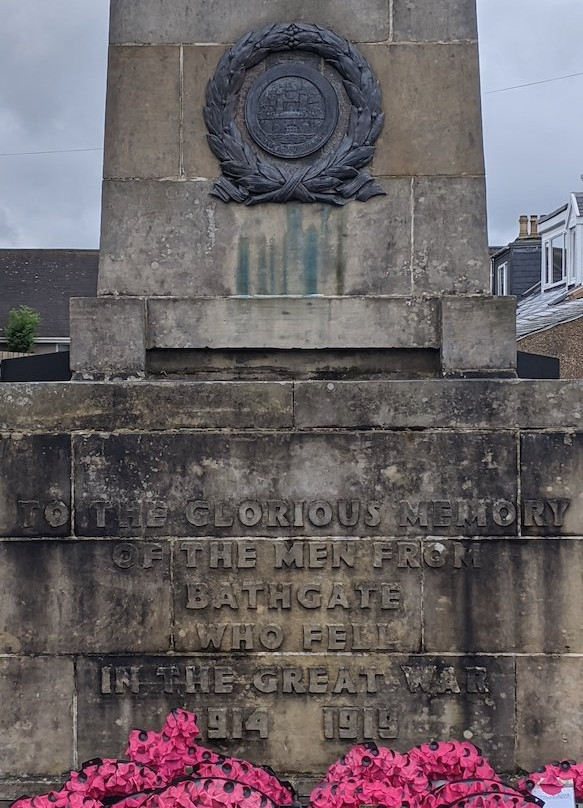 TO THE GLORIOUS MEMORY
OF THE MEN FROM
BATHGATE
WHO FELL
IN THE GREAT WAR
1914 1919